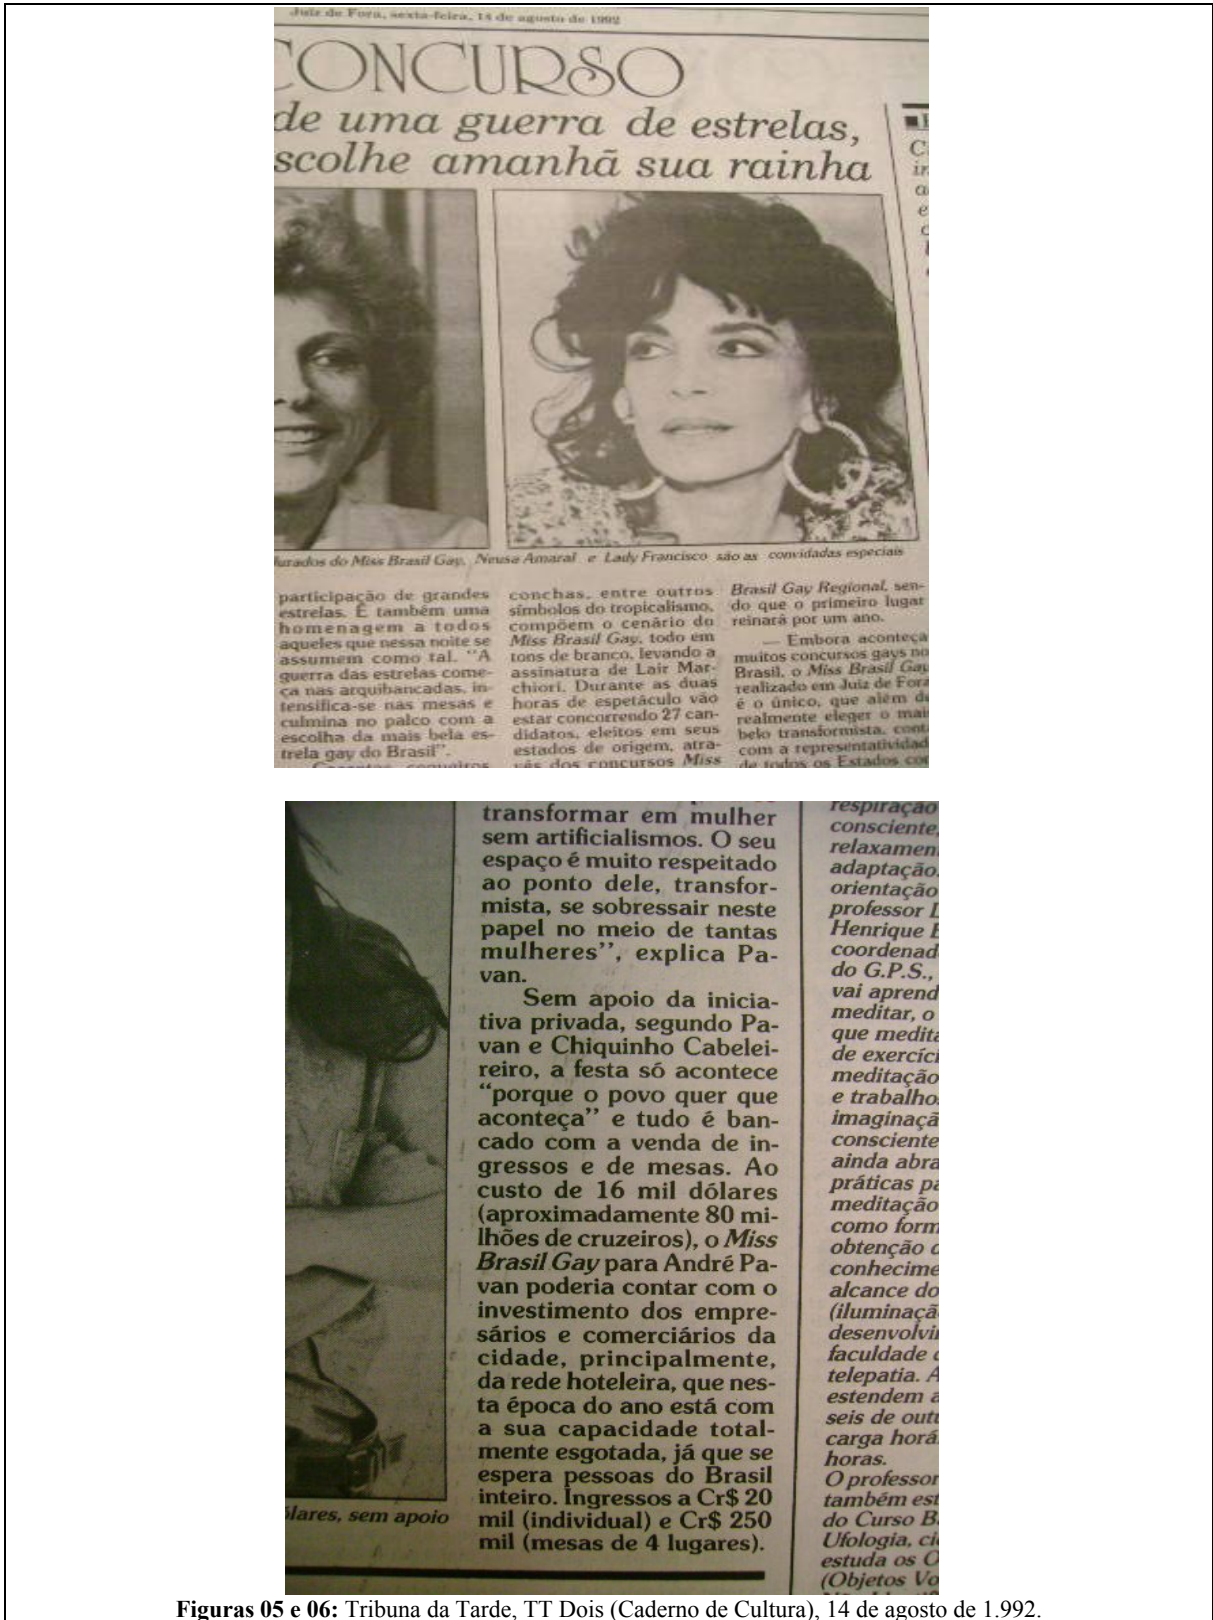 Juiz de Fora, sexta-feira, 14 de agosto de 1992
CONCURSO
de uma guerra de estrelas,
scolhe amanhã sua rainha
jurados do Miss Brasil Gay, Neusa Amaral e Lady Francisco são as convidadas especiais
participação de grandes
estrelas. É também uma
homenagem a todos
aqueles que nessa noite se
assumem como tal. “A
guerra das estrelas come-
ça nas arquibancadas, in-
tensifica-se nas mesas e
culmina no palco com a
escolha da mais bela es-
trela gay do Brasil”.
coqueiros
conchas, entre outros
símbolos do tropicalismo,
compõem o cenário do
Miss Brasil Gay, todo em
tons de branco, levando a
assinatura de Lair Mar-
chiori. Durante as duas
horas de espetáculo vão
estar concorrendo 27 can-
didatos, eleitos em seus
estados de origem, atra-
vés dos concursos Miss
Brasil Gay Regional, sen-
do que o primeiro lugar
reinará por um ano.
— Embora aconteça
muitos concursos gays no
Brasil, o Miss Brasil Gay
realizado em Juiz de Fora
é o único, que além de
realmente eleger o mais
belo transformista, cont
com a representatividad
de todos os Estados co
transformar em mulher
sem artificialismos. O seu
espaço é muito respeitado
ao ponto dele, transfor-
mista, se sobressair neste
papel no meio de tantas
mulheres”, explica Pa-
van.
Sem apoio da inicia-
tiva privada, segundo Pa-
van e Chiquinho Cabelei-
reiro, a festa só acontece
“porque o povo quer que
aconteça” e tudo é ban-
cado com a venda de in-
gressos e de mesas. Ao
custo de 16 mil dólares
(aproximadamente 80 mi-
lhões de cruzeiros), o Miss
Brasil Gay para André Pa-
van poderia contar com o
investimento dos empre-
sários e comerciários da
cidade, principalmente,
da rede hoteleira, que nes-
ta época do ano está com
a sua capacidade total-
mente esgotada, já que se
espera pessoas do Brasil
inteiro. Ingressos a Cr$ 20
mil (individual) e Cr$ 250
mil (mesas de 4 lugares).
ólares, sem apoio
respiração
consciente,
relaxamen
adaptação.
orientação
professor
Henrique
coordenad
do G.P.S.,
vai aprend
meditar, o
que medita
de exercíci
meditação
e trabalho
imaginaçã
consciente
ainda abra
práticas pa
meditação
como form
obtenção
conhecime
alcance do
(iluminaçã
desenvolvi
faculdade
telepatia. A
estendem a
seis de outu
carga horá
horas.
O professor
também est
do Curso B
Ufologia, ci
estuda os O
(Objetos Vo
Figuras 05 e 06: Tribuna da Tarde, TT Dois (Caderno de Cultura), 14 de agosto de 1.992.